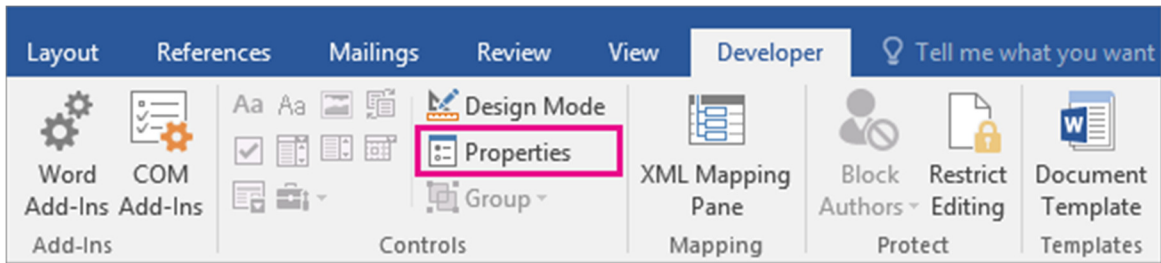 Layout References Mailings Review View Developer Tell me what you want
Aa Aa Design Mode
Properties
Group
Word Add-Ins
COM Add-Ins
XML Mapping Pane
Block Authors
Restrict Editing
Document Template
Add-Ins Controls Mapping Protect Templates